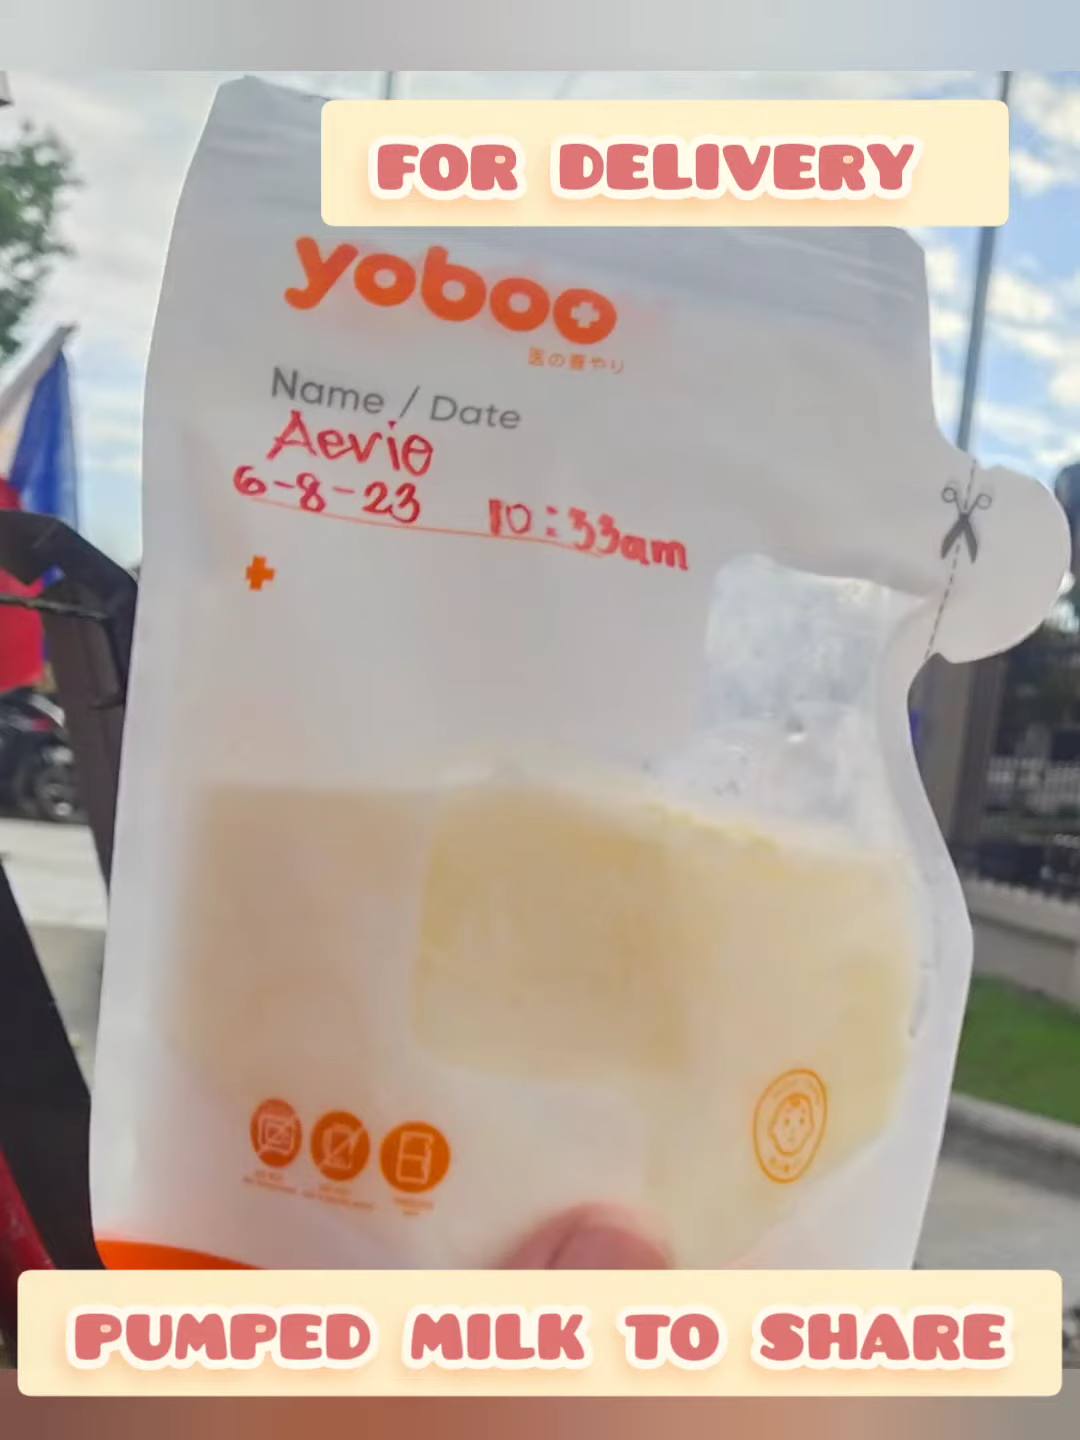 FOR DELIVERY
yoboo
Name / Date
Aevie
6-8-23 10:33am
PUMPED MILK TO SHARE